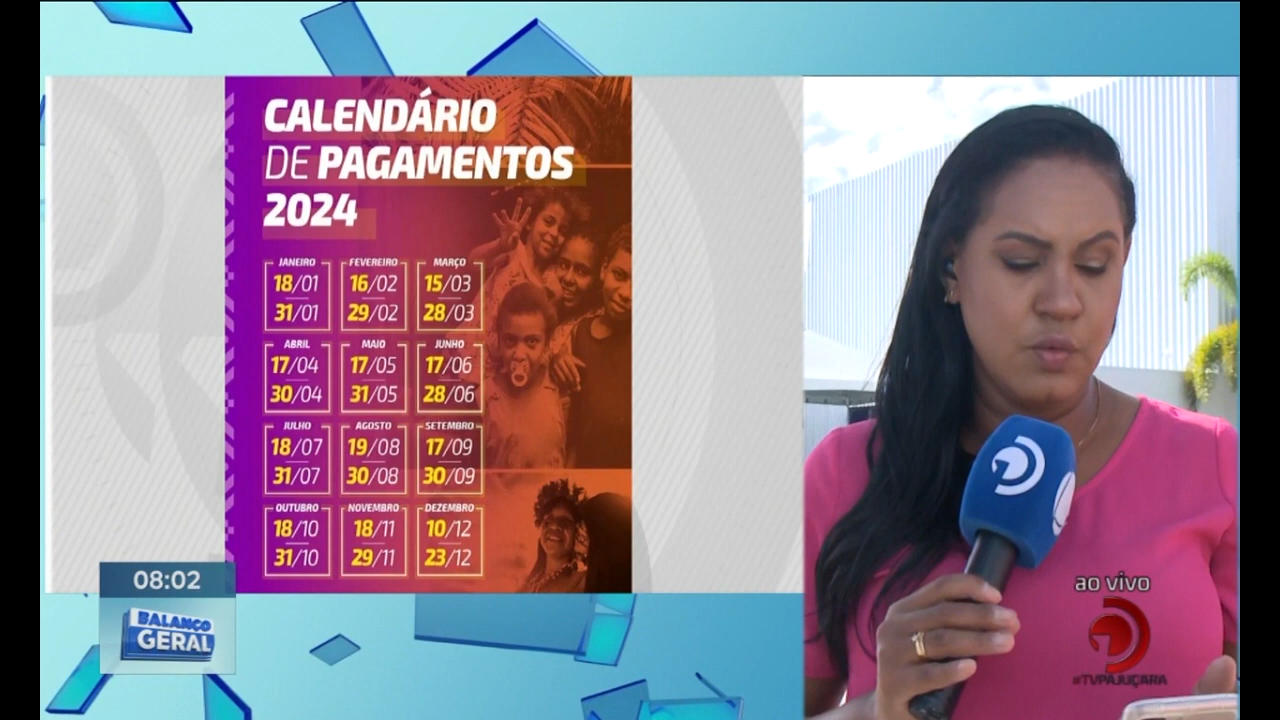 CALENDÁRIO
DE PAGAMENTOS
2024
JANEIRO
18/01
31/01
FEVEREIRO
16/02
29/02
MARÇO
15/03
28/03
ABRIL
17/04
30/04
MAIO
17/05
31/05
JUNHO
17/06
28/06
JULHO
18/07
31/07
AGOSTO
19/08
30/08
SETEMBRO
17/09
30/09
OUTUBRO
18/10
31/10
NOVEMBRO
18/11
29/11
DEZEMBRO
10/12
23/12
08:02
BALANÇO
GERAL
ao vivo
#TVPAJUÇARA